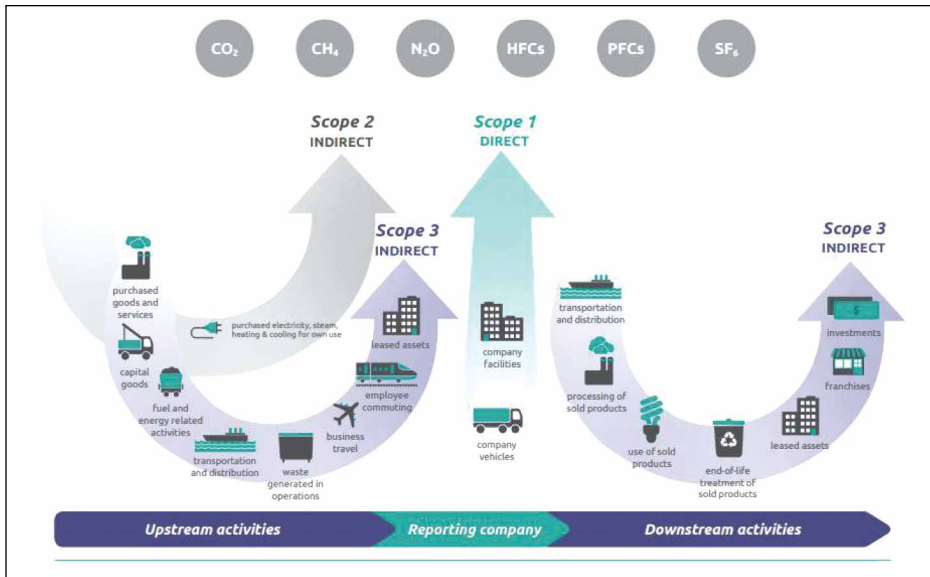 CO₂
CH₄
N₂O
HFCs
PFCs
SF₆
Scope 2
INDIRECT
Scope 1
DIRECT
Scope 3
INDIRECT
Scope 3
INDIRECT
purchased
goods and
services
capital
goods
fuel and
energy related
activities
transportation
and distribution
waste
generated in
operations
business
travel
employee
commuting
leased assets
purchased electricity, steam,
heating & cooling for own use
company
facilities
company
vehicles
transportation
and distribution
processing of
sold products
use of sold
products
end-of-life
treatment of
sold products
leased assets
franchises
$
investments
Upstream activities
Reporting company
Downstream activities